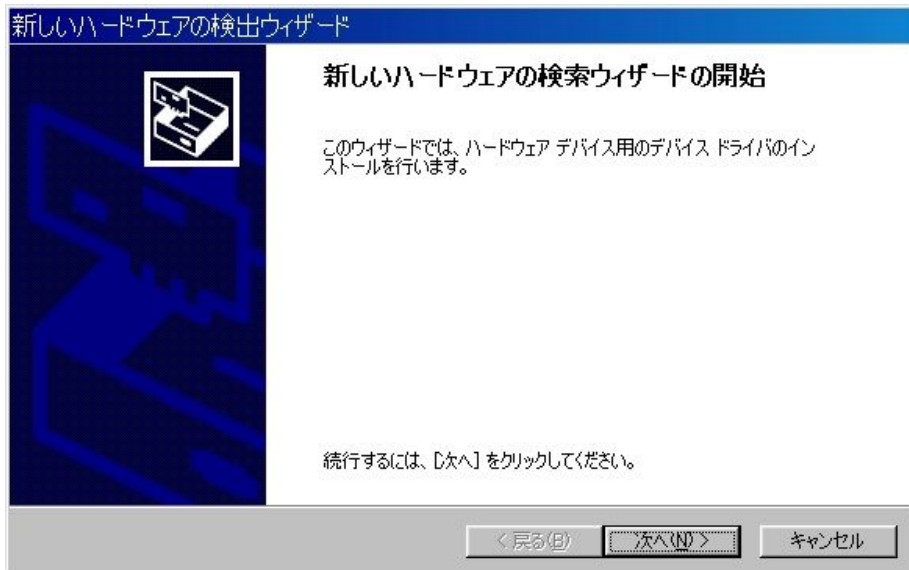 新しいハードウェアの検出ウィザード
新しいハードウェアの検索ウィザードの開始
このウィザードでは、ハードウェア デバイス用のデバイス ドライバのイン
ストールを行います。
続行するには、[次へ] をクリックしてください。
< 戻る(B)
次へ(N) >
キャンセル